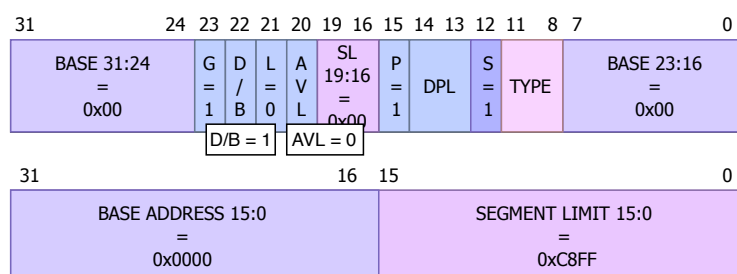 31 24 23 22 21 20 19 16 15 14 13 12 11 8 7 0
BASE 31:24
=
0x00
G
=
1
D
/
B
L
=
0
A
V
L
SL
19:16
=
0x00
P
=
1
DPL
S
=
1
TYPE
BASE 23:16
=
0x00
D/B = 1
AVL = 0
31 16 15 0
BASE ADDRESS 15:0
=
0x0000
SEGMENT LIMIT 15:0
=
0xC8FF